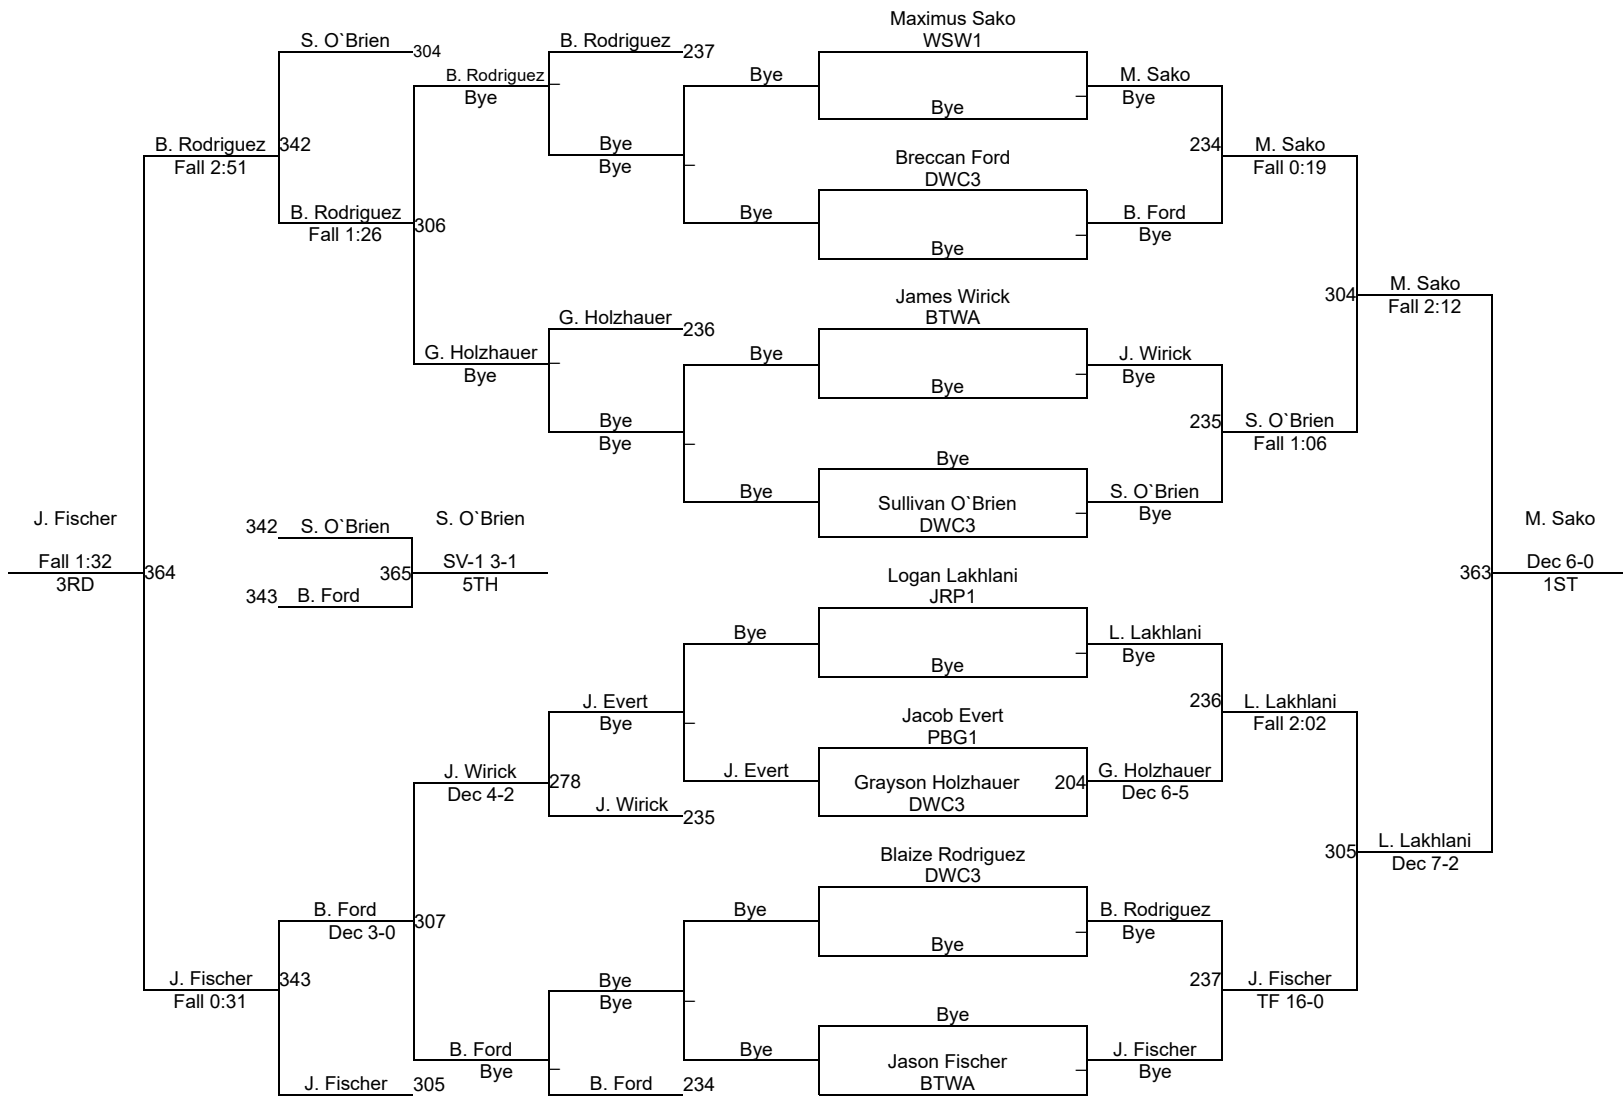 Maximus Sako
WSW1
S. O`Brien
304
B. Rodriguez
237
B. Rodriguez
Bye
Bye
Bye
M. Sako
Bye
B. Rodriguez
342
Fall 2:51
Bye
Bye
234
M. Sako
Fall 0:19
Breccan Ford
DWC3
B. Rodriguez
306
Fall 1:26
Bye
Bye
B. Ford
Bye
James Wirick
BTWA
304
M. Sako
Fall 2:12
G. Holzhauer
236
G. Holzhauer
Bye
Bye
Bye
J. Wirick
Bye
Bye
Bye
235
S. O`Brien
Fall 1:06
Bye
Bye
Sullivan O`Brien
DWC3
S. O`Brien
Bye
J. Fischer
Fall 1:32
3RD
364
342
S. O`Brien
343
B. Ford
365
S. O`Brien
SV-1 3-1
5TH
363
M. Sako
Dec 6-0
1ST
Logan Lakhlani
JRP1
Bye
Bye
L. Lakhlani
Bye
J. Evert
Bye
236
L. Lakhlani
Fall 2:02
Jacob Evert
PBG1
J. Wirick
278
Dec 4-2
J. Evert
Grayson Holzhauer
DWC3
204
G. Holzhauer
Dec 6-5
J. Wirick
235
305
L. Lakhlani
Dec 7-2
Blaize Rodriguez
DWC3
B. Ford
307
Dec 3-0
Bye
Bye
B. Rodriguez
Bye
J. Fischer
343
Fall 0:31
Bye
Bye
237
J. Fischer
TF 16-0
Bye
B. Ford
Bye
Bye
Jason Fischer
BTWA
J. Fischer
Bye
J. Fischer
305
B. Ford
234